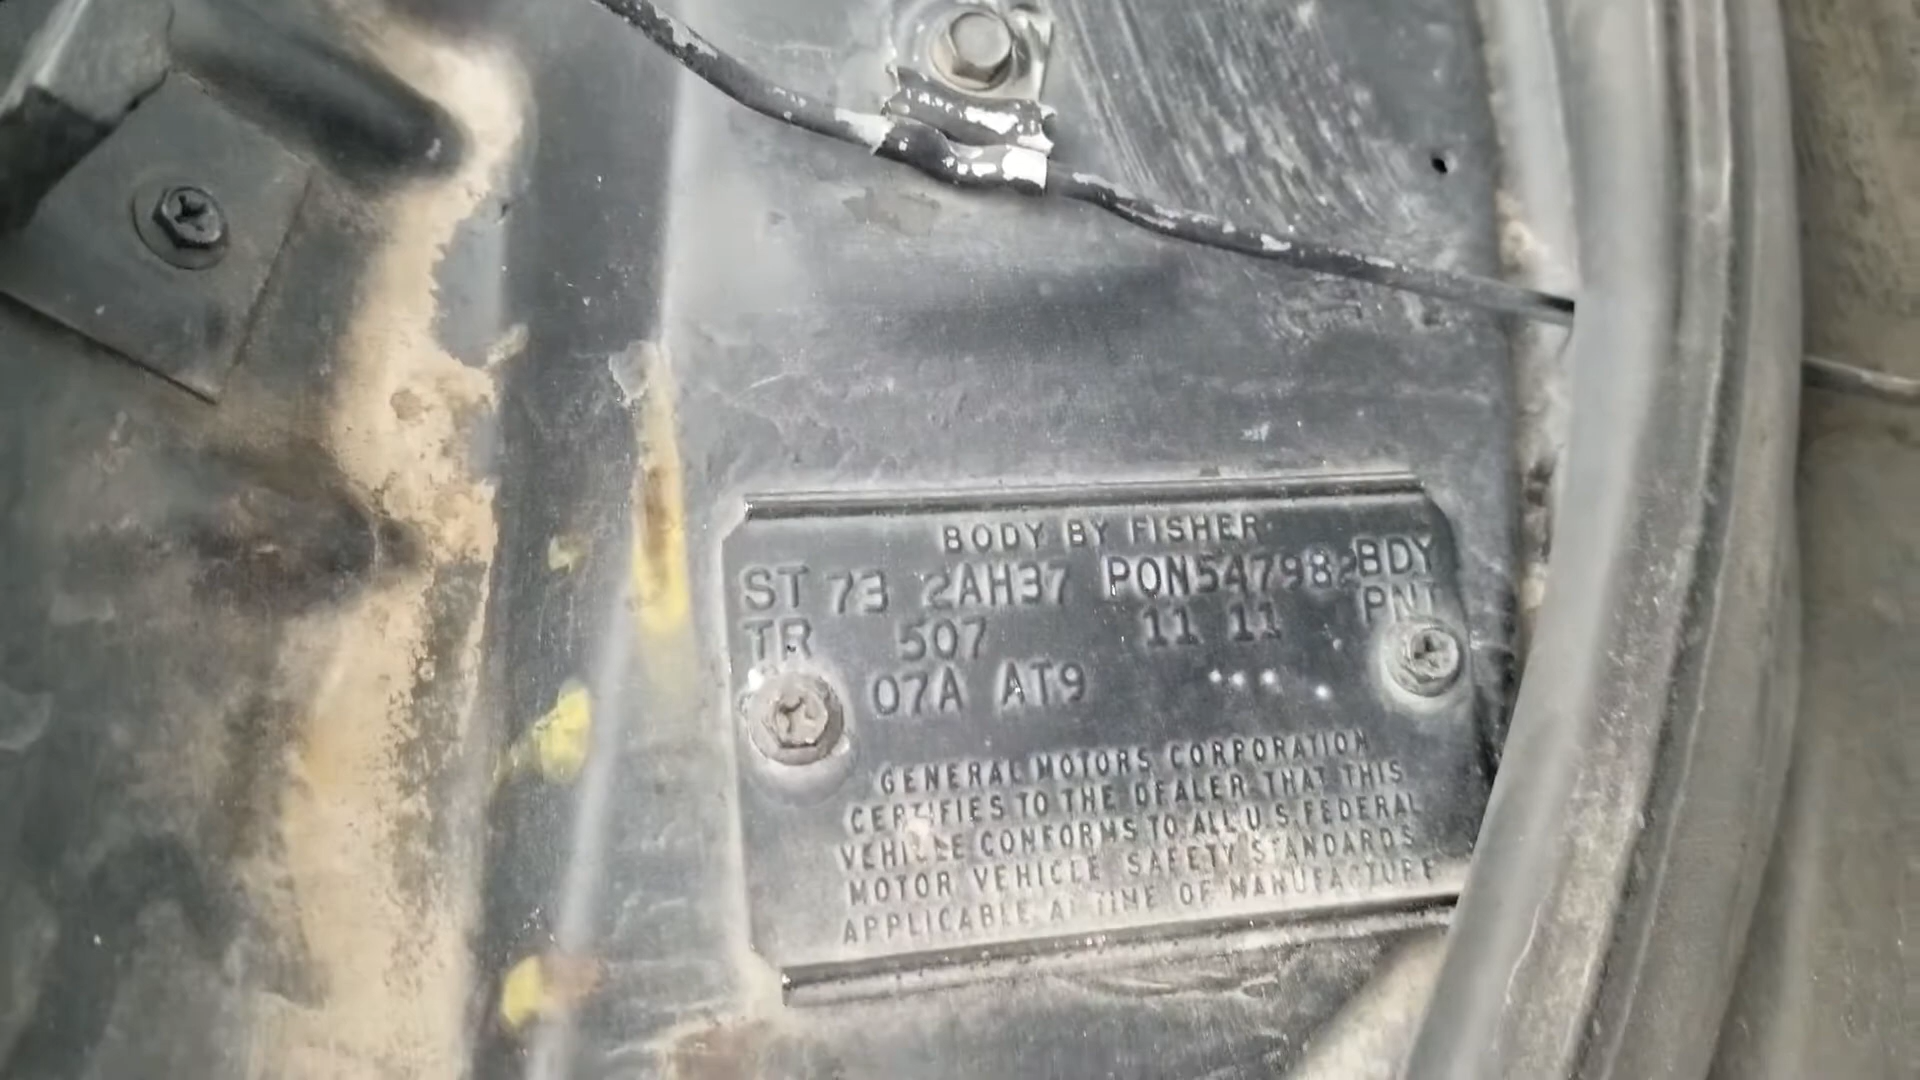 BODY BY FISHER
ST 73 2AH37 PON547982 BDY
TR 507 11 11 PNT
07A AT9
GENERAL MOTORS CORPORATION
CERTIFIES TO THE DEALER THAT THIS
VEHICLE CONFORMS TO ALL U.S. FEDERAL
MOTOR VEHICLE SAFETY STANDARDS
APPLICABLE AT TIME OF MANUFACTURE